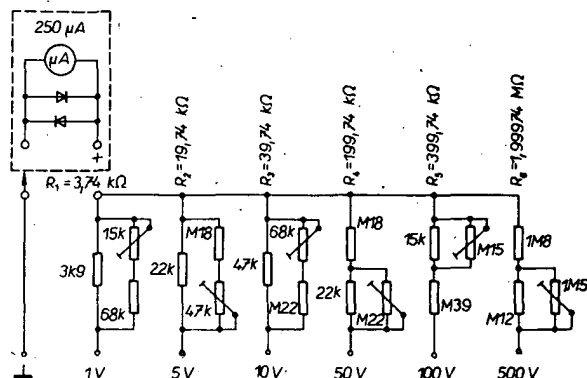 250 µA
µA
+
R₁ = 3,74 kΩ
R₂ = 19,74 kΩ
R₃ = 39,74 kΩ
R₄ = 199,74 kΩ
R₅ = 399,74 kΩ
R₆ = 1,99974 MΩ
15k
3k9
68k
M18
22k
47k
68k
47k
M22
M18
22k
M22
15k
M15
M39
1M8
M12
1M5
1V
5V
10V
50V
100V
500V